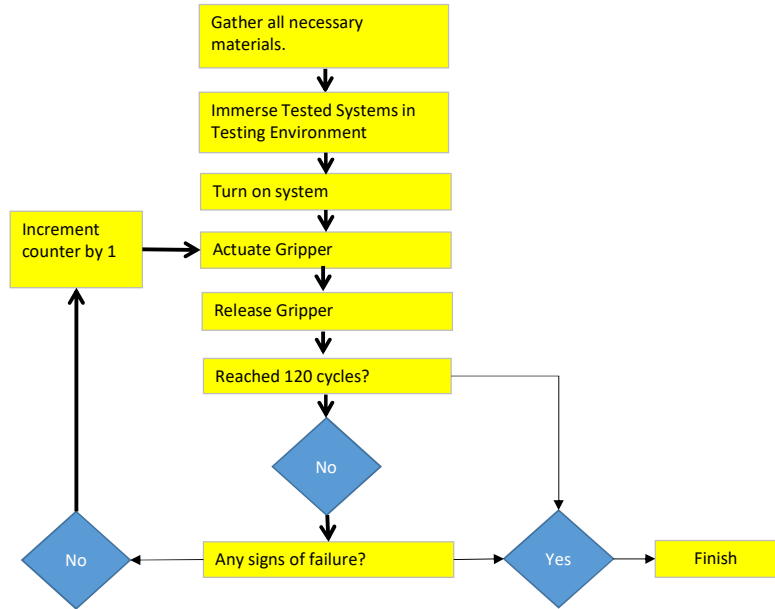 Gather all necessary
materials.
Immerse Tested Systems in
Testing Environment
Turn on system
Increment
counter by 1
Actuate Gripper
Release Gripper
Reached 120 cycles?
No
No
Any signs of failure?
Yes
Finish